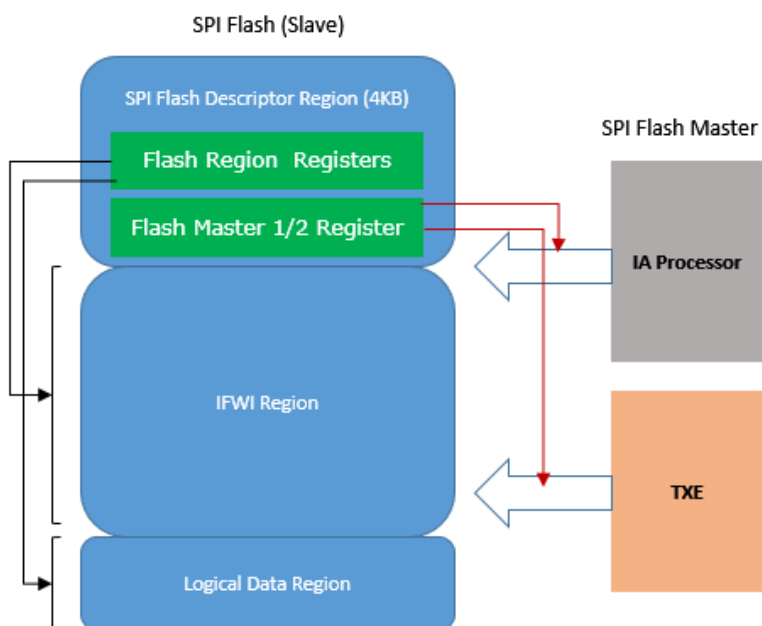 SPI Flash (Slave)
SPI Flash Descriptor Region (4KB)
Flash Region Registers
Flash Master 1/2 Register
IFWI Region
Logical Data Region
SPI Flash Master
IA Processor
TXE